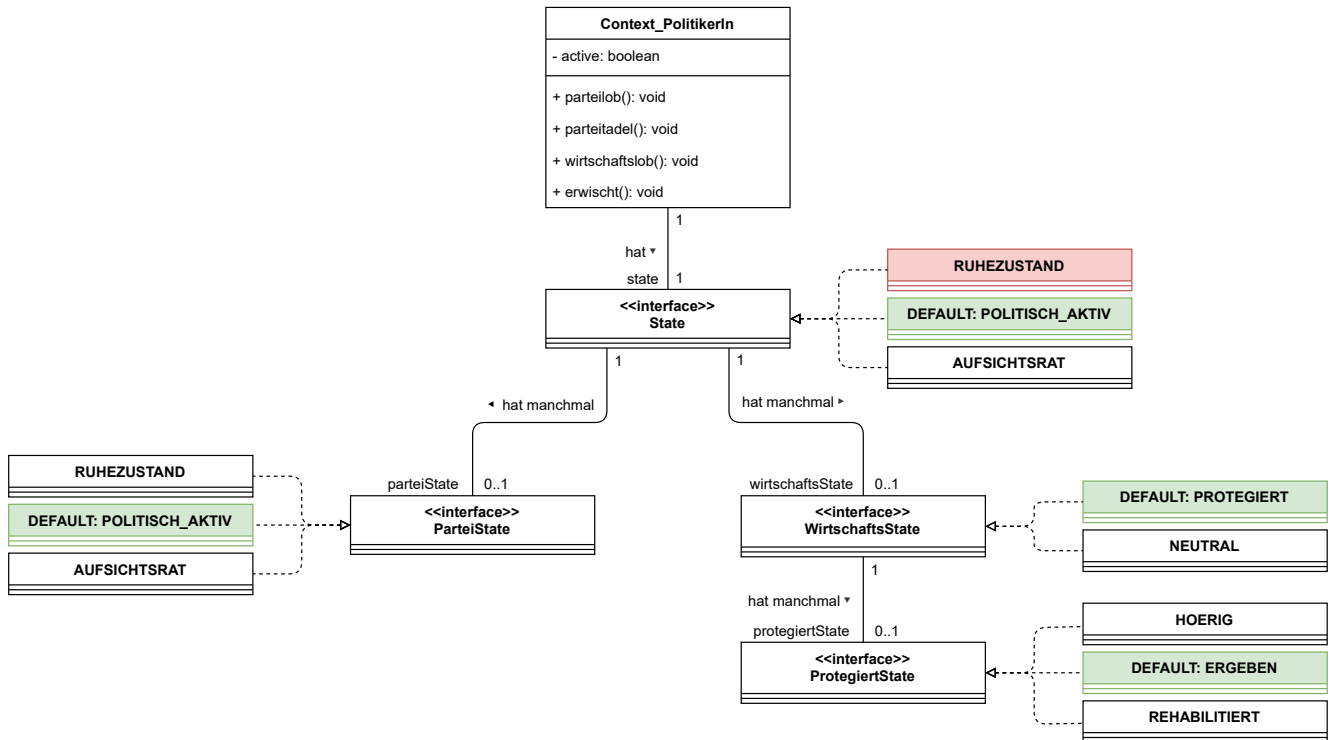 Context_PolitikerIn
- active: boolean
+ parteilob(): void
+ parteitadel(): void
+ wirtschaftslob(): void
+ erwischt(): void
1
hat ▾
state 1
<<interface>>
State
RUHEZUSTAND
DEFAULT: POLITISCH_AKTIV
AUFSICHTSRAT
1
1
◂ hat manchmal
hat manchmal ▸
RUHEZUSTAND
DEFAULT: POLITISCH_AKTIV
AUFSICHTSRAT
parteiState 0..1
<<interface>>
ParteiState
wirtschaftsState 0..1
<<interface>>
WirtschaftsState
DEFAULT: PROTEGIERT
NEUTRAL
1
hat manchmal ▾
protegiertState 0..1
<<interface>>
ProtegiertState
HOERIG
DEFAULT: ERGEBEN
REHABILITIERT